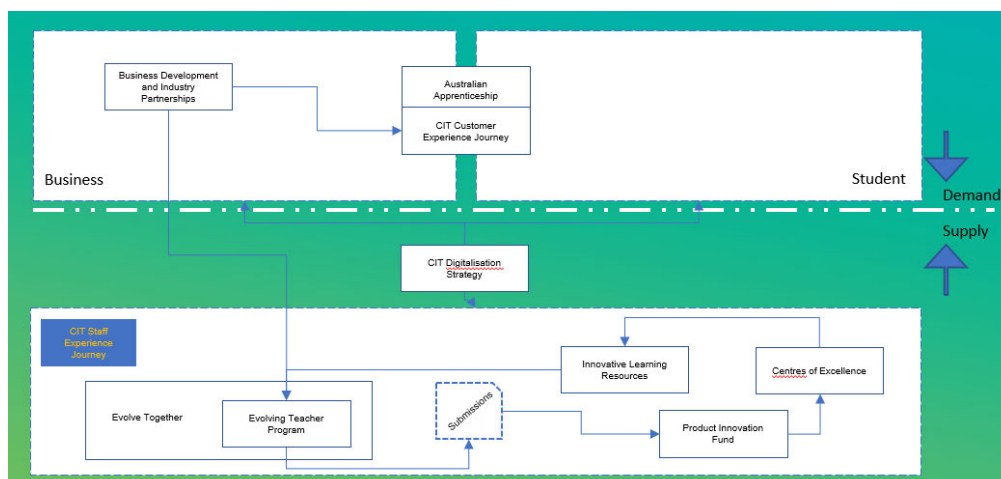 Business Development
and Industry
Partnerships
Australian
Apprenticeship
CIT Customer
Experience Journey
Business
Student
Demand
Supply
CIT Digitalisation
Strategy
CIT Staff
Experience
Journey
Innovative Learning
Resources
Centres of Excellence
Evolve Together
Evolving Teacher
Program
Submissions
Product Innovation
Fund